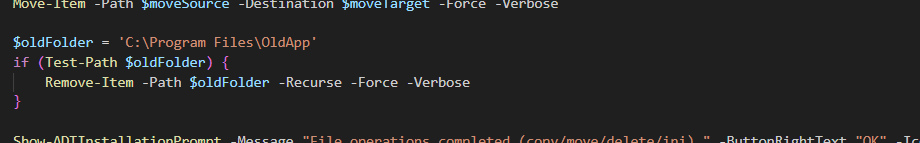 Move-Item -Path $moveSource -Destination $moveTarget -Force -Verbose
$oldFolder = 'C:\Program Files\OldApp'
if (Test-Path $oldFolder) {
Remove-Item -Path $oldFolder -Recurse -Force -Verbose
}
Show-ADTInstallationPrompt -Message "File operations completed (copy/move/delete/ini)." -ButtonRightText "OK" -Ic